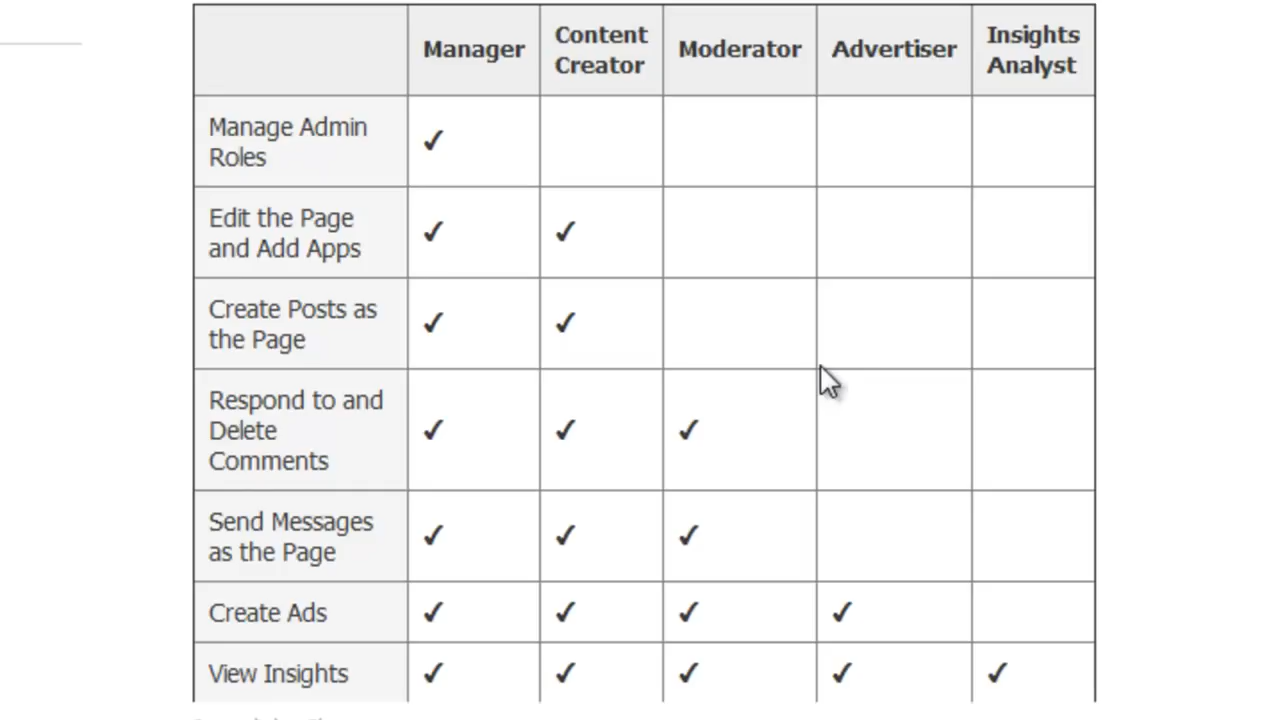 Manager
Content
Creator
Moderator
Advertiser
Insights
Analyst
Manage Admin
Roles
✓
Edit the Page
and Add Apps
✓ ✓
Create Posts as
the Page
✓ ✓
Respond to and
Delete
Comments
✓ ✓ ✓
Send Messages
as the Page
✓ ✓ ✓
Create Ads
✓ ✓ ✓ ✓
View Insights
✓ ✓ ✓ ✓ ✓